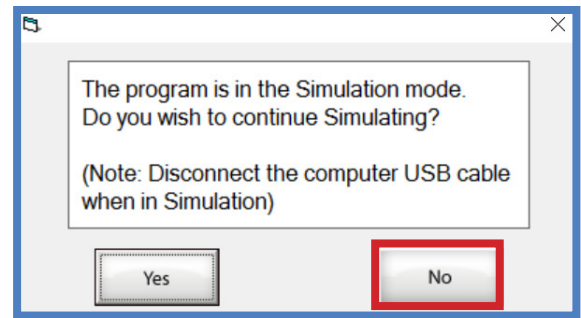 The program is in the Simulation mode.
Do you wish to continue Simulating?
(Note: Disconnect the computer USB cable
when in Simulation)
Yes
No